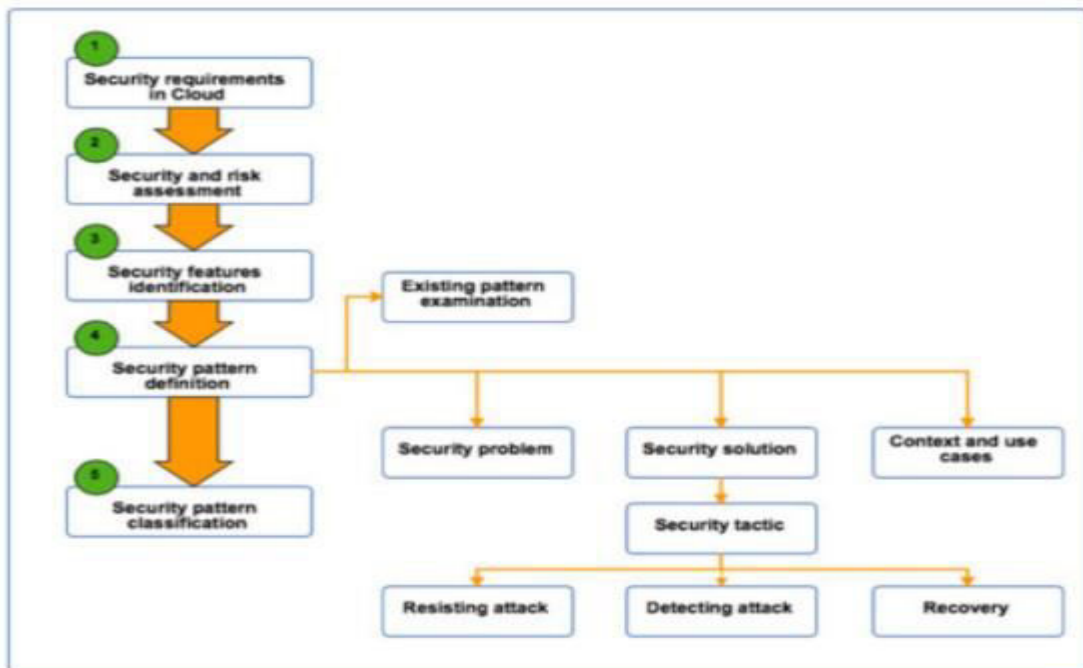 1
Security requirements
in Cloud
2
Security and risk
assessment
3
Security features
identification
Existing pattern
examination
4
Security pattern
definition
Security problem
Security solution
Context and use
cases
5
Security pattern
classification
Security tactic
Resisting attack
Detecting attack
Recovery